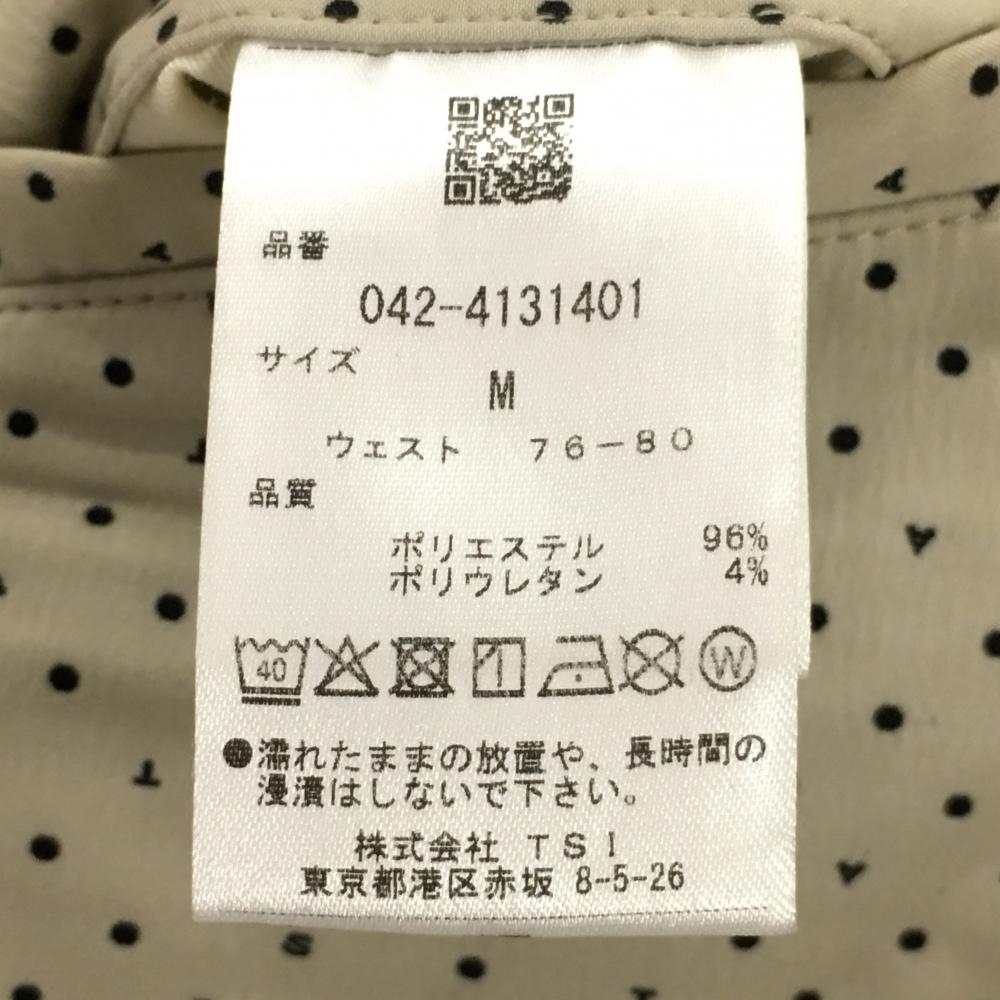 品番
042-4131401
サイズ
M
ウェスト 76-80
品質
ポリエステル 96%
ポリウレタン 4%
40 W
●濡れたままの放置や、長時間の
浸漬はしないで下さい。
株式会社 TSI
東京都港区赤坂 8-5-26